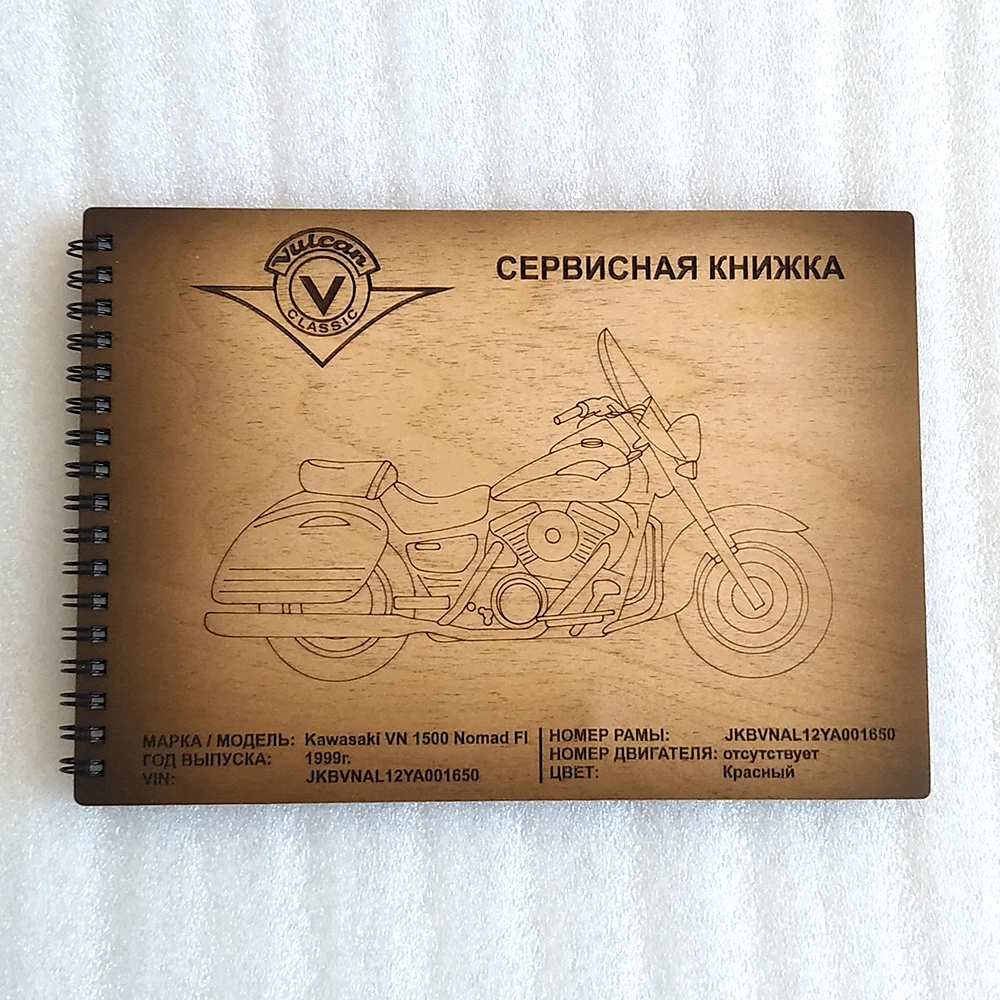 Vulcan
V
CLASSIC
СЕРВИСНАЯ КНИЖКА
МАРКА / МОДЕЛЬ: Kawasaki VN 1500 Nomad FI
ГОД ВЫПУСКА: 1999г.
VIN: JKBVNAL12YA001650
НОМЕР РАМЫ: JKBVNAL12YA001650
НОМЕР ДВИГАТЕЛЯ: отсутствует
ЦВЕТ: Красный